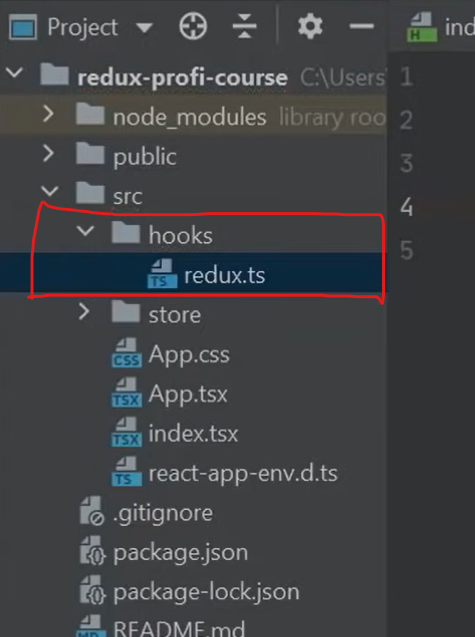 Project
ind
redux-profi-course C:\Users
1
node_modules library roo
2
public
3
src
4
hooks
5
TS redux.ts
store
CSS App.css
TSX App.tsx
TSX index.tsx
TS react-app-env.d.ts
.gitignore
package.json
package-lock.json
MD README.md